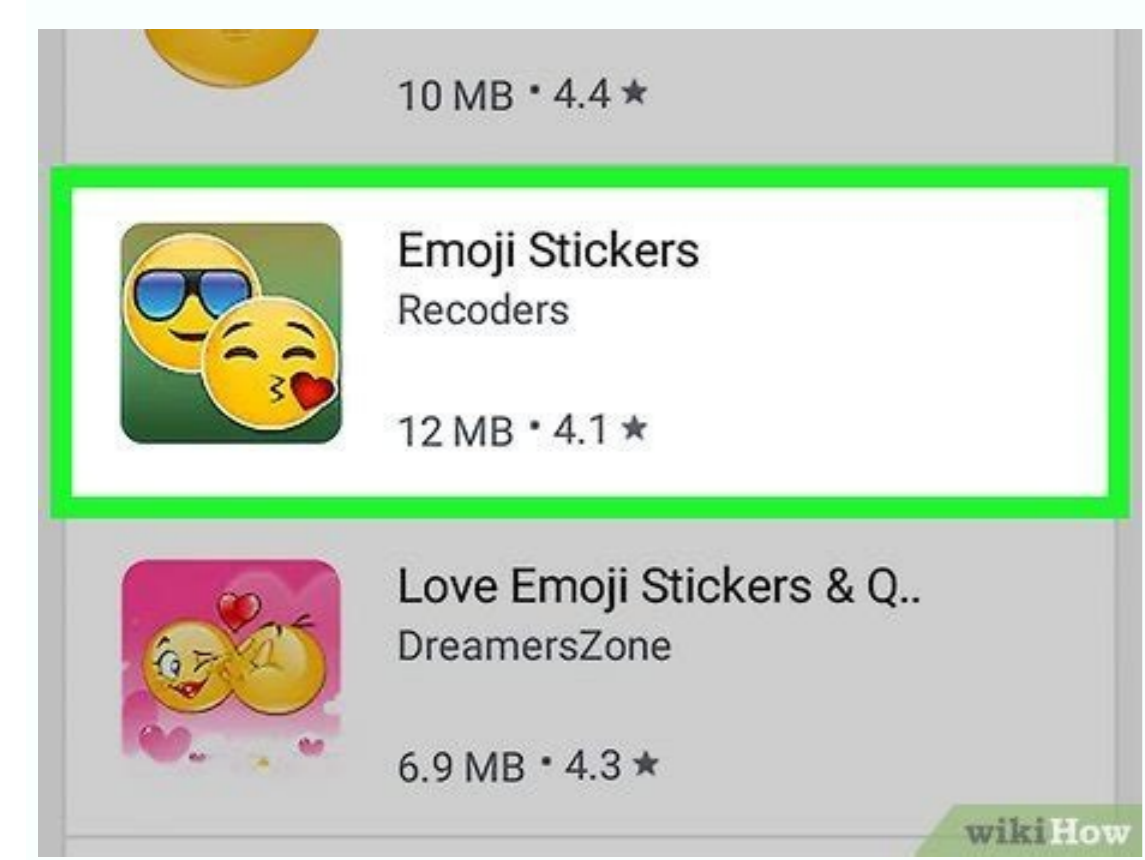 10 MB • 4.4 ★
Emoji Stickers
Recoders
12 MB • 4.1 ★
Love Emoji Stickers & Q..
DreamersZone
6.9 MB • 4.3 ★
wikiHow